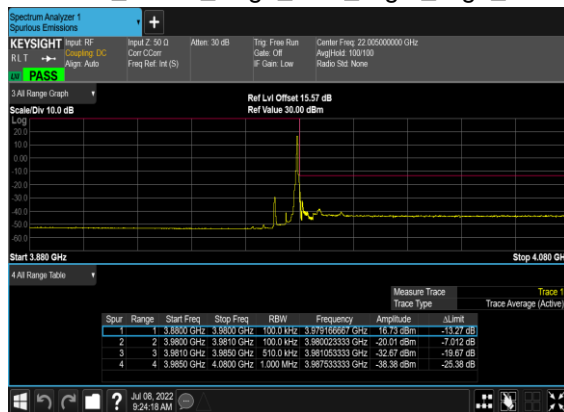 Spectrum Analyzer 1
Spurious Emissions
+
KEYSIGHT Input: RF Input Z: 50 Ω Atten: 30 dB Trig: Free Run Center Freq: 22.005000000 GHz
RLT Coupling: DC Corr CCorr Gate: Off Avg|Hold: 100/100
Align: Auto Freq Ref: Int (S) IF Gain: Low Radio Std: None
PASS
3 All Range Graph
Ref Lvl Offset 15.57 dB
Scale/Div 10.0 dB Ref Value 30.00 dBm
Log
20.0
10.0
0.00
-10.0
-20.0
-30.0
-40.0
-50.0
-60.0
Start 3.880 GHz Stop 4.080 GH
4 All Range Table
Measure Trace Trace 1
Trace Type Trace Average (Active)
Spur Range Start Freq Stop Freq RBW Frequency Amplitude ΔLimit
1 1 3.8800 GHz 3.9800 GHz 100.0 kHz 3.979166667 GHz 16.73 dBm -13.27 dB
2 2 3.9800 GHz 3.9810 GHz 100.0 kHz 3.980023333 GHz -20.01 dBm -7.012 dB
3 3 3.9810 GHz 3.9850 GHz 510.0 kHz 3.981053333 GHz -32.67 dBm -19.67 dB
4 4 3.9850 GHz 4.0800 GHz 1.000 MHz 3.987533333 GHz -38.38 dBm -25.38 dB
? Jul 08, 2022
9:24:18 AM